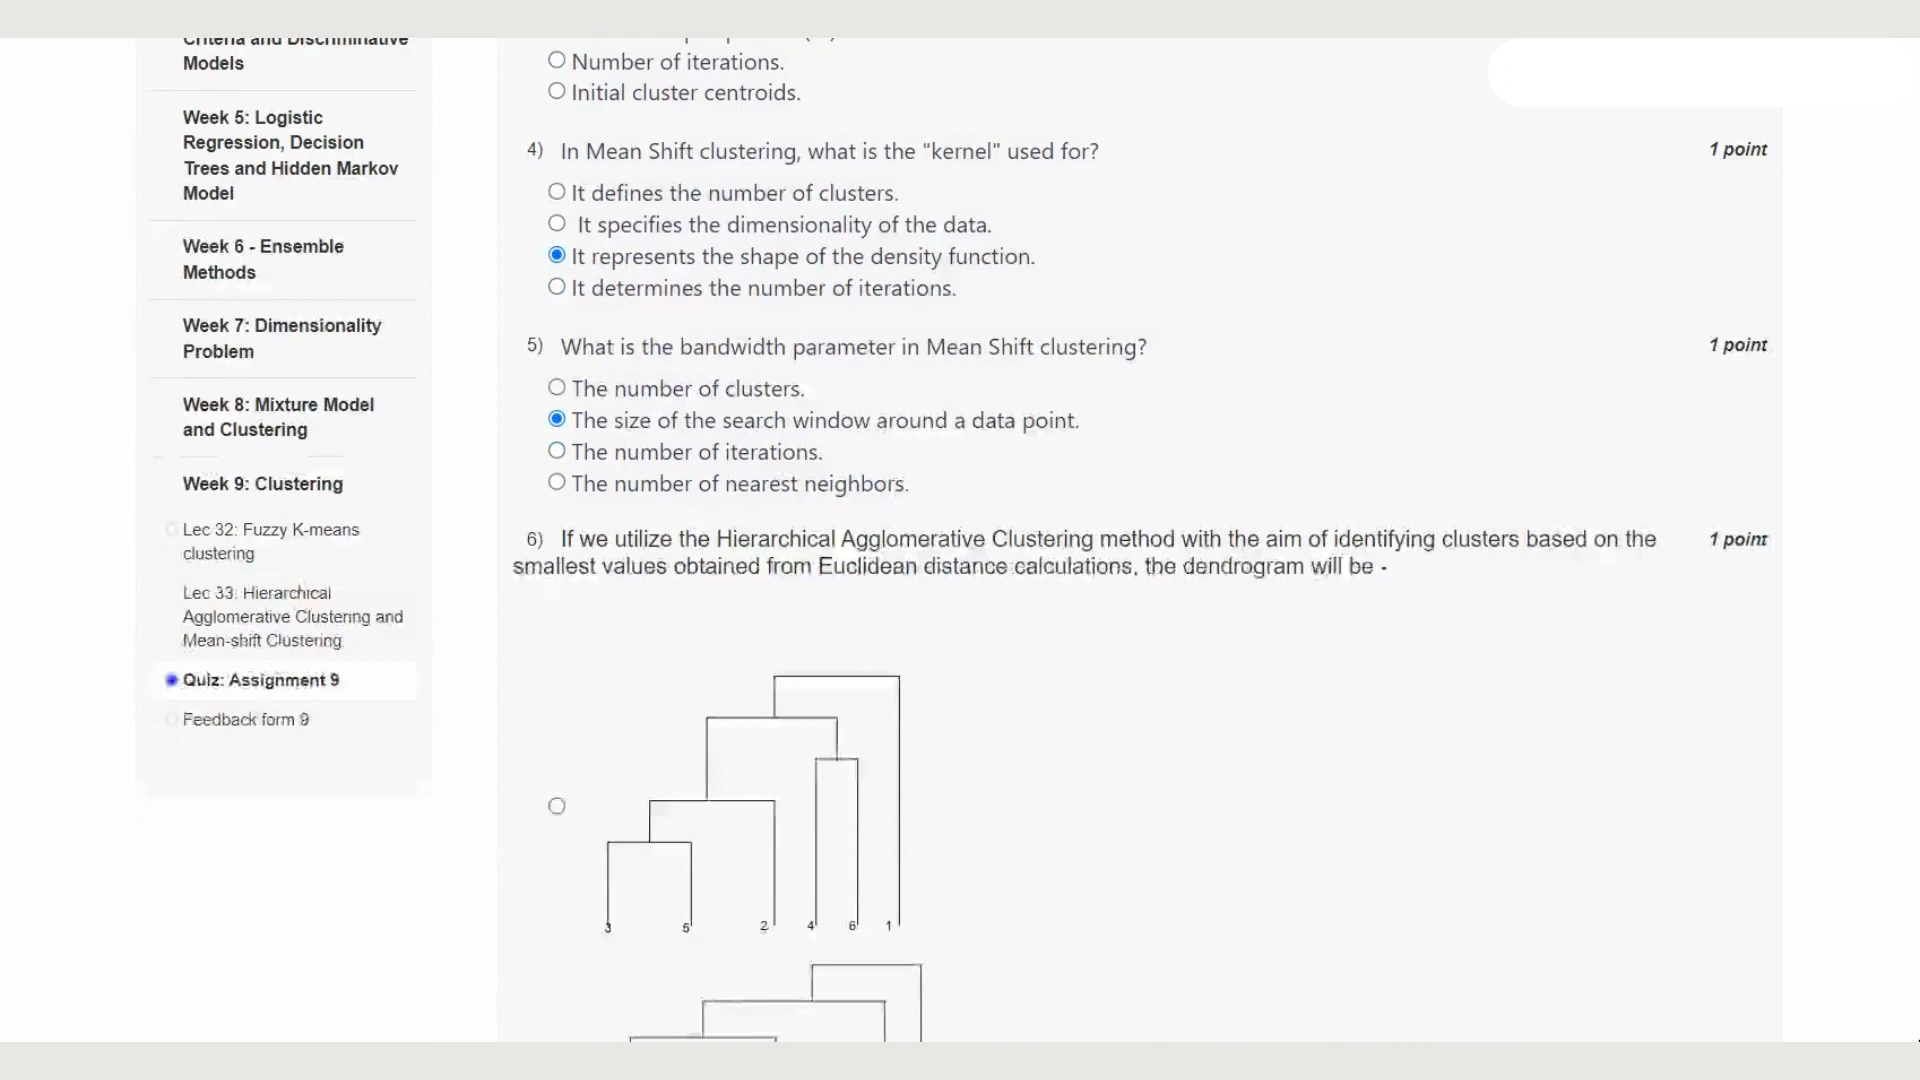 Criteria and Discriminative
Models
Week 5: Logistic
Regression, Decision
Trees and Hidden Markov
Model
Week 6 - Ensemble
Methods
Week 7: Dimensionality
Problem
Week 8: Mixture Model
and Clustering
Week 9: Clustering
Lec 32: Fuzzy K-means
clustering
Lec 33: Hierarchical
Agglomerative Clustering and
Mean-shift Clustering
Quiz: Assignment 9
Feedback form 9
Number of iterations.
Initial cluster centroids.
4) In Mean Shift clustering, what is the "kernel" used for? 1 point
It defines the number of clusters.
It specifies the dimensionality of the data.
It represents the shape of the density function.
It determines the number of iterations.
5) What is the bandwidth parameter in Mean Shift clustering? 1 point
The number of clusters.
The size of the search window around a data point.
The number of iterations.
The number of nearest neighbors.
6) If we utilize the Hierarchical Agglomerative Clustering method with the aim of identifying clusters based on the 1 point
smallest values obtained from Euclidean distance calculations, the dendrogram will be -
3 5 2 4 6 1